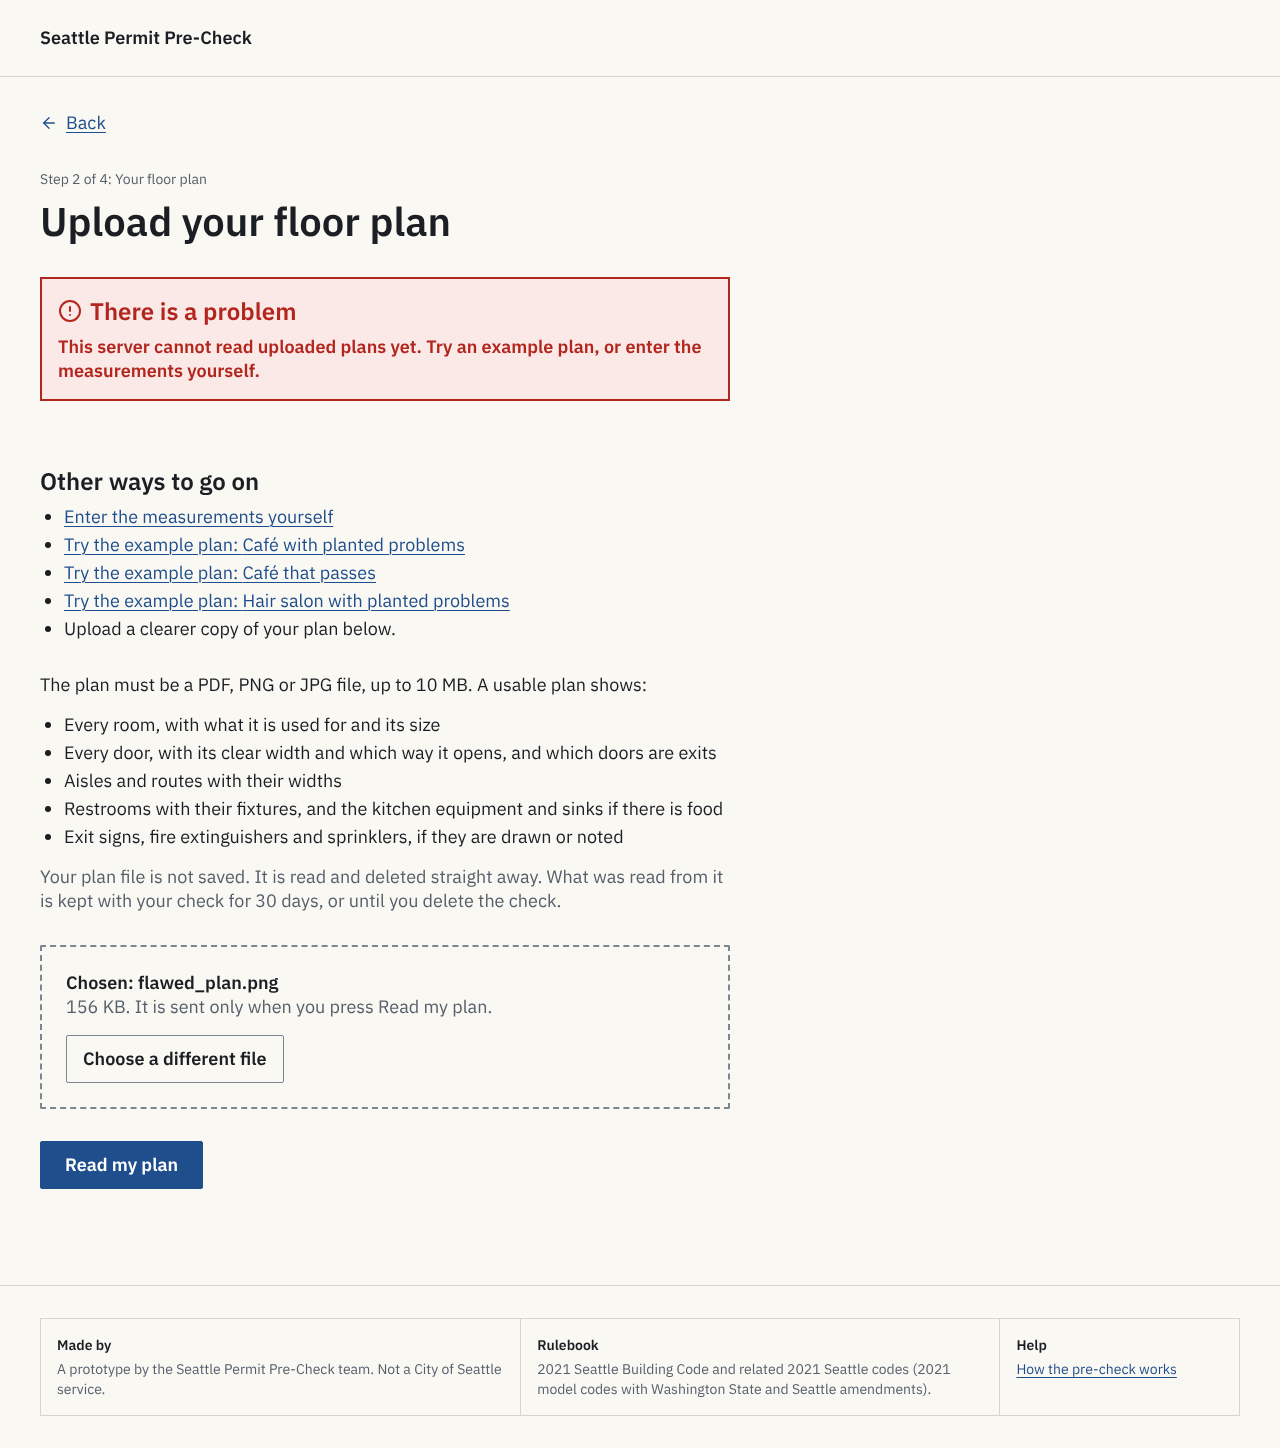 Seattle Permit Pre-Check
Back
Step 2 of 4: Your floor plan
Upload your floor plan
There is a problem
This server cannot read uploaded plans yet. Try an example plan, or enter the
measurements yourself.
Other ways to go on
Enter the measurements yourself
Try the example plan: Café with planted problems
Try the example plan: Café that passes
Try the example plan: Hair salon with planted problems
Upload a clearer copy of your plan below.
The plan must be a PDF, PNG or JPG file, up to 10 MB. A usable plan shows:
Every room, with what it is used for and its size
Every door, with its clear width and which way it opens, and which doors are exits
Aisles and routes with their widths
Restrooms with their fixtures, and the kitchen equipment and sinks if there is food
Exit signs, fire extinguishers and sprinklers, if they are drawn or noted
Your plan file is not saved. It is read and deleted straight away. What was read from it
is kept with your check for 30 days, or until you delete the check.
Chosen: flawed_plan.png
156 KB. It is sent only when you press Read my plan.
Choose a different file
Read my plan
Made by
A prototype by the Seattle Permit Pre-Check team. Not a City of Seattle
service.
Rulebook
2021 Seattle Building Code and related 2021 Seattle codes (2021
model codes with Washington State and Seattle amendments).
Help
How the pre-check works